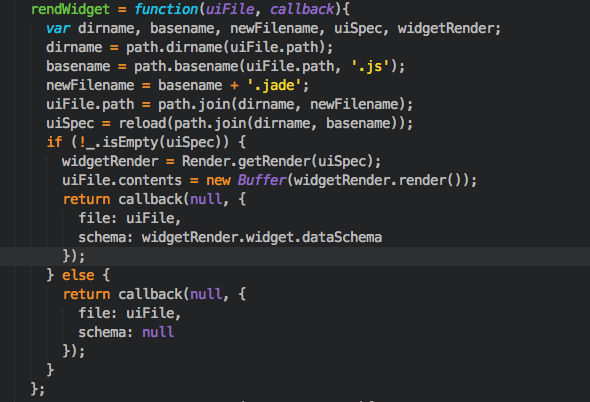 rendWidget = function(uiFile, callback){
var dirname, basename, newFilename, uiSpec, widgetRender;
dirname = path.dirname(uiFile.path);
basename = path.basename(uiFile.path, '.js');
newFilename = basename + '.jade';
uiFile.path = path.join(dirname, newFilename);
uiSpec = reload(path.join(dirname, basename));
if (!_.isEmpty(uiSpec)) {
widgetRender = Render.getRender(uiSpec);
uiFile.contents = new Buffer(widgetRender.render());
return callback(null, {
file: uiFile,
schema: widgetRender.widget.dataSchema
});
} else {
return callback(null, {
file: uiFile,
schema: null
});
}
};